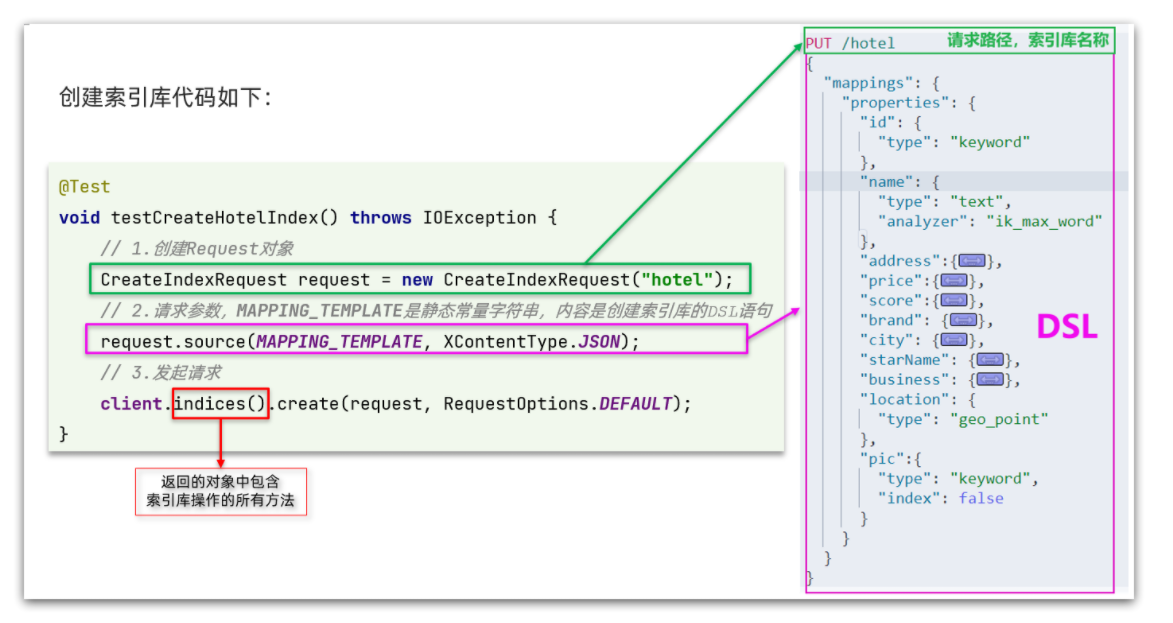 创建索引库代码如下：
@Test
void testCreateHotelIndex() throws IOException {
// 1.创建Request对象
CreateIndexRequest request = new CreateIndexRequest("hotel");
// 2.请求参数，MAPPING_TEMPLATE是静态常量字符串，内容是创建索引库的DSL语句
request.source(MAPPING_TEMPLATE, XContentType.JSON);
// 3.发起请求
client.indices().create(request, RequestOptions.DEFAULT);
}
返回的对象中包含
索引库操作的所有方法
PUT /hotel 请求路径，索引库名称
{
"mappings": {
"properties": {
"id": {
"type": "keyword"
},
"name": {
"type": "text",
"analyzer": "ik_max_word"
},
"address":{},
"price":{},
"score":{},
"brand": {},
"city": {},
"starName": {},
"business": {},
"location": {
"type": "geo_point"
},
"pic":{
"type": "keyword",
"index": false
}
}
}
}
DSL